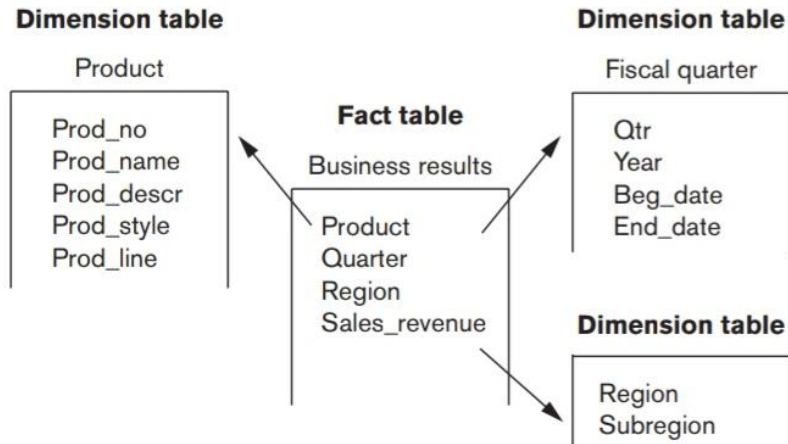 Dimension table
Product
Prod_no
Prod_name
Prod_descr
Prod_style
Prod_line
Fact table
Business results
Product
Quarter
Region
Sales_revenue
Dimension table
Fiscal quarter
Qtr
Year
Beg_date
End_date
Dimension table
Region
Subregion